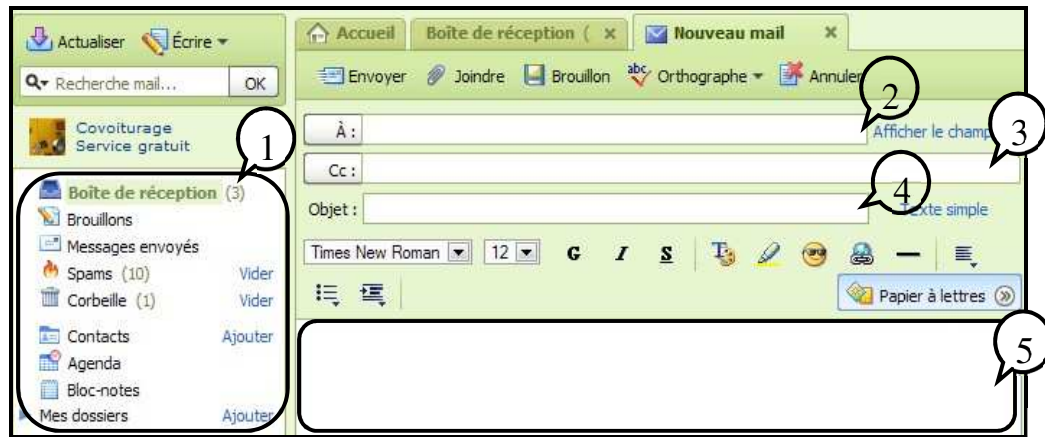 Actualiser Écrire
Recherche mail... OK
Covoiturage
Service gratuit
1
Boîte de réception (3)
Brouillons
Messages envoyés
Spams (10) Vider
Corbeille (1) Vider
Contacts Ajouter
Agenda
Bloc-notes
Mes dossiers Ajouter
Accueil Boîte de réception ( x Nouveau mail x
Envoyer Joindre Brouillon abc Orthographe Annuler
2
À : Afficher le champ
3
Cc :
4
Objet : Texte simple
Times New Roman 12 G I S
Papier à lettres
5